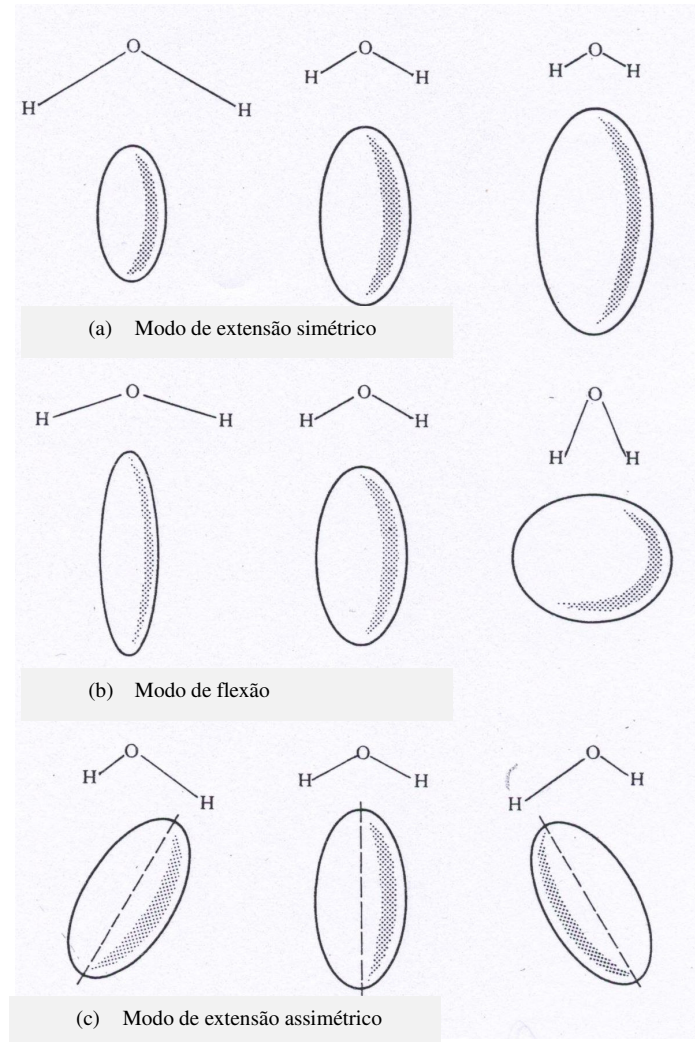 O O O
H H H H H H
(a) Modo de extensão simétrico
O O O
H H H H H H
(b) Modo de flexão
O O O
H H H H H H
(c) Modo de extensão assimétrico